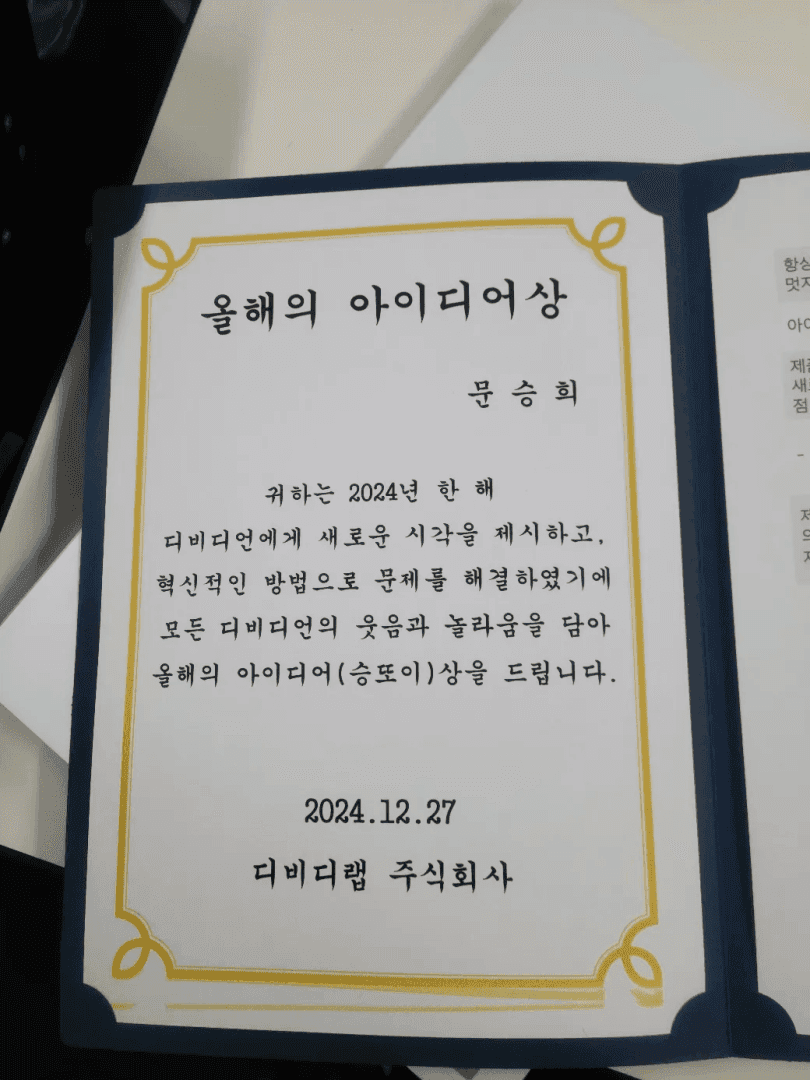 올해의 아이디어상
문 승 희
귀하는 2024년 한 해
디비디언에게 새로운 시각을 제시하고,
혁신적인 방법으로 문제를 해결하였기에
모든 디비디언의 웃음과 놀라움을 담아
올해의 아이디어(승또이)상을 드립니다.
2024.12.27
디비디랩 주식회사